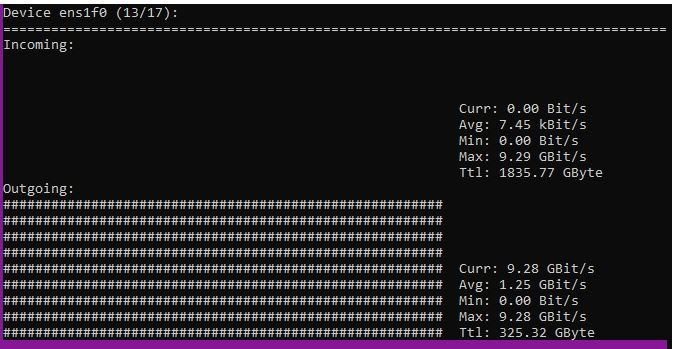 Device ens1f0 (13/17):
===================================================================================
Incoming:
Curr: 0.00 Bit/s
Avg: 7.45 kBit/s
Min: 0.00 Bit/s
Max: 9.29 GBit/s
Ttl: 1835.77 GByte
Outgoing:
#######################################################
#######################################################
#######################################################
#######################################################
####################################################### Curr: 9.28 GBit/s
####################################################### Avg: 1.25 GBit/s
####################################################### Min: 0.00 Bit/s
####################################################### Max: 9.28 GBit/s
####################################################### Ttl: 325.32 GByte